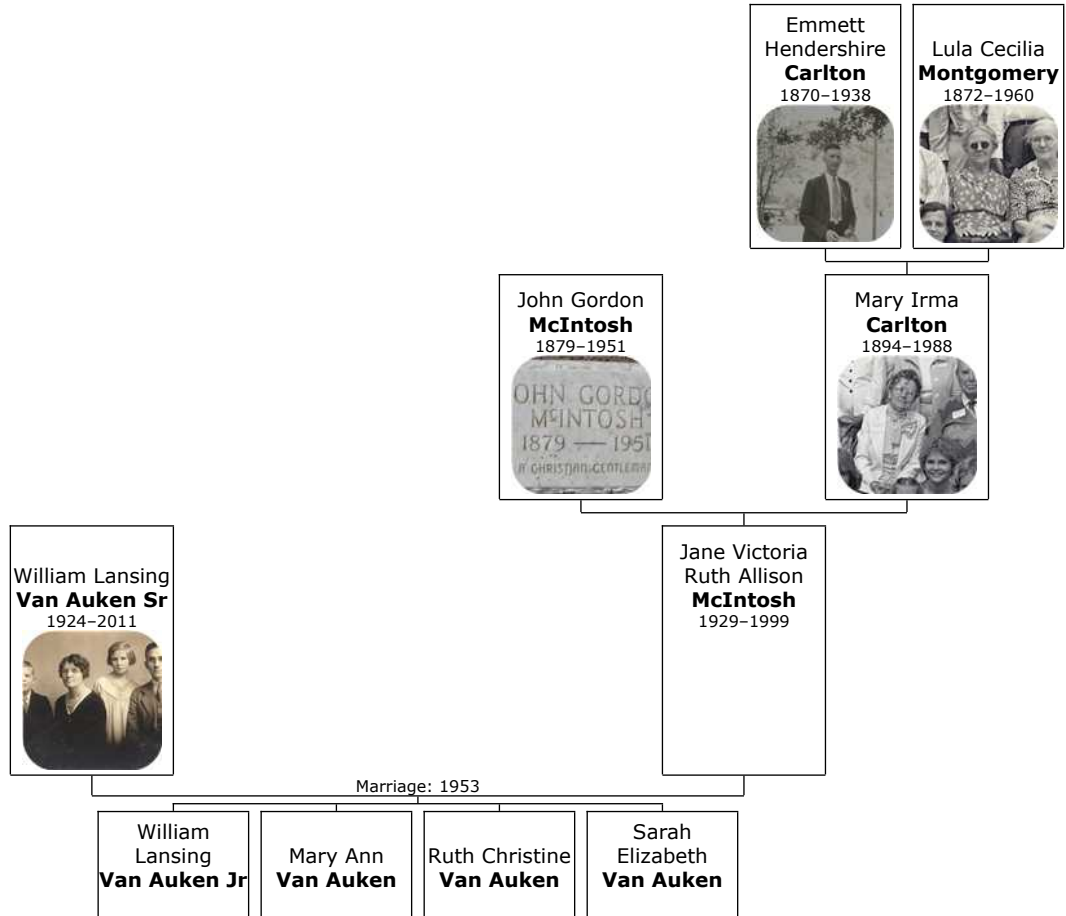 Emmett
Hendershire
Carlton
1870–1938
Lula Cecilia
Montgomery
1872–1960
John Gordon
McIntosh
1879–1951
OHN GORDO
McINTOSH
1879 — 1951
A CHRISTIAN GENTLEMAN
Mary Irma
Carlton
1894–1988
William Lansing
Van Auken Sr
1924–2011
Jane Victoria
Ruth Allison
McIntosh
1929–1999
Marriage: 1953
William
Lansing
Van Auken Jr
Mary Ann
Van Auken
Ruth Christine
Van Auken
Sarah
Elizabeth
Van Auken